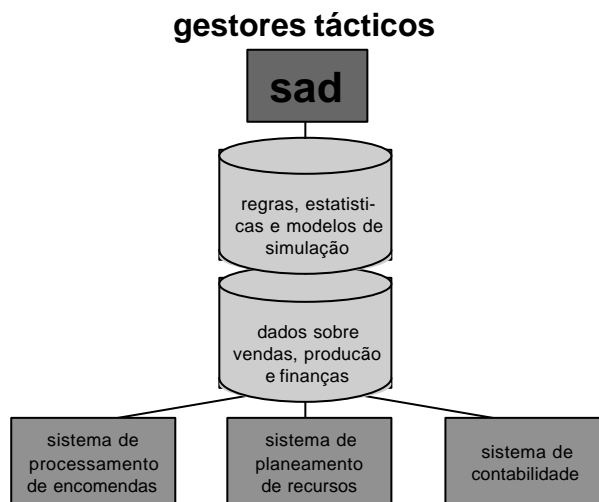 gestores tácticos
sad
regras, estatisti-
cas e modelos de
simulação
dados sobre
vendas, producão
e finanças
sistema de
processamento
de encomendas
sistema de
planeamento
de recursos
sistema de
contabilidade